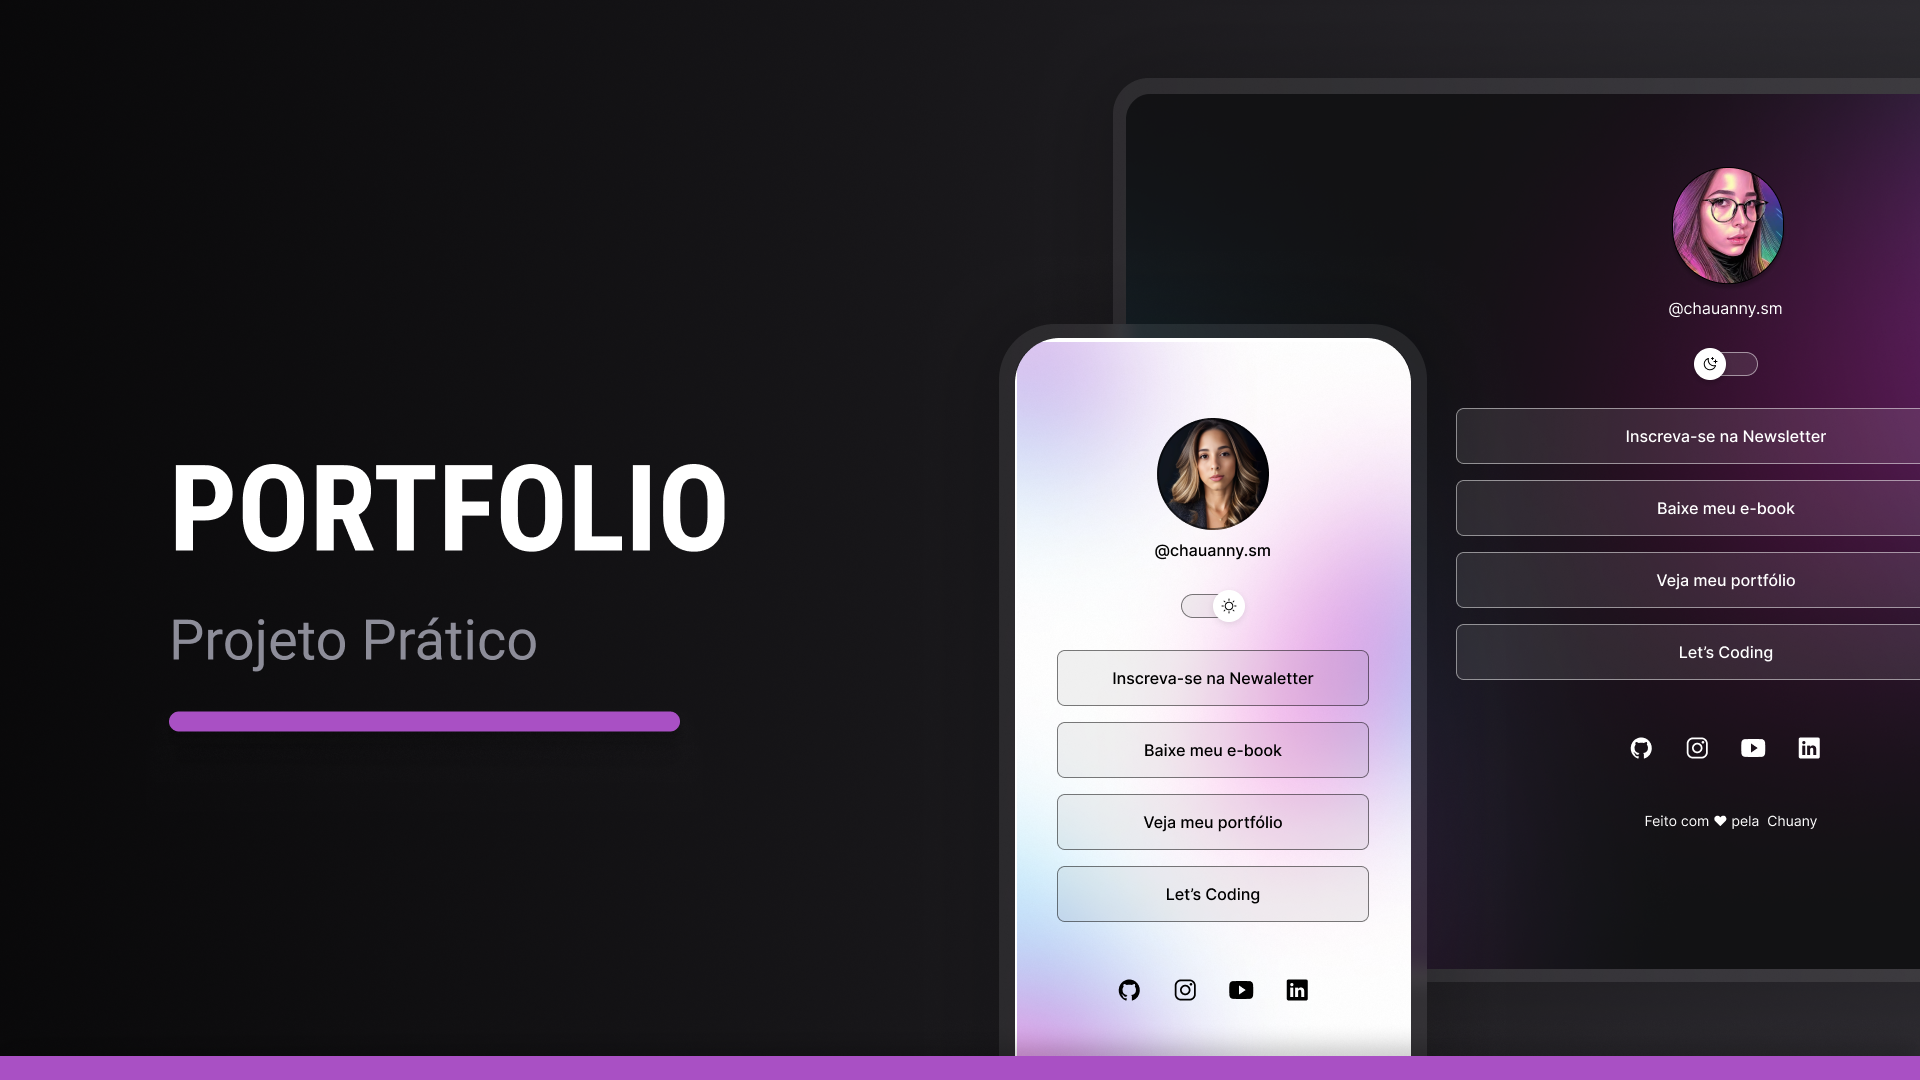 PORTFOLIO
Projeto Prático
@chauanny.sm
Inscreva-se na Newaletter
Baixe meu e-book
Veja meu portfólio
Let’s Coding
@chauanny.sm
Inscreva-se na Newsletter
Baixe meu e-book
Veja meu portfólio
Let’s Coding
Feito com ♥ pela Chuany